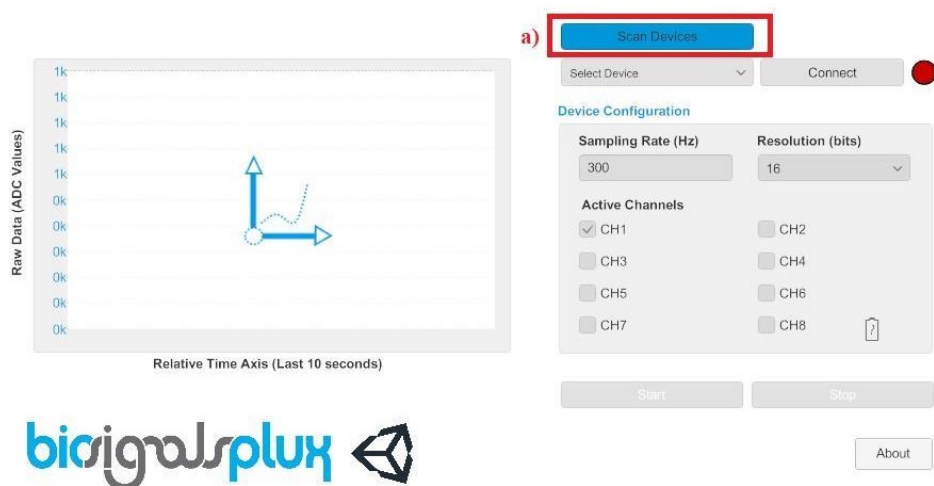 a)
Scan Devices
Select Device
Connect
Device Configuration
Sampling Rate (Hz)
Resolution (bits)
300
16
Active Channels
CH1
CH2
CH3
CH4
CH5
CH6
CH7
CH8
?
Start
Stop
About
Raw Data (ADC Values)
1k
1k
1k
1k
1k
0k
0k
0k
0k
0k
0k
Relative Time Axis (Last 10 seconds)
biosignalsplux